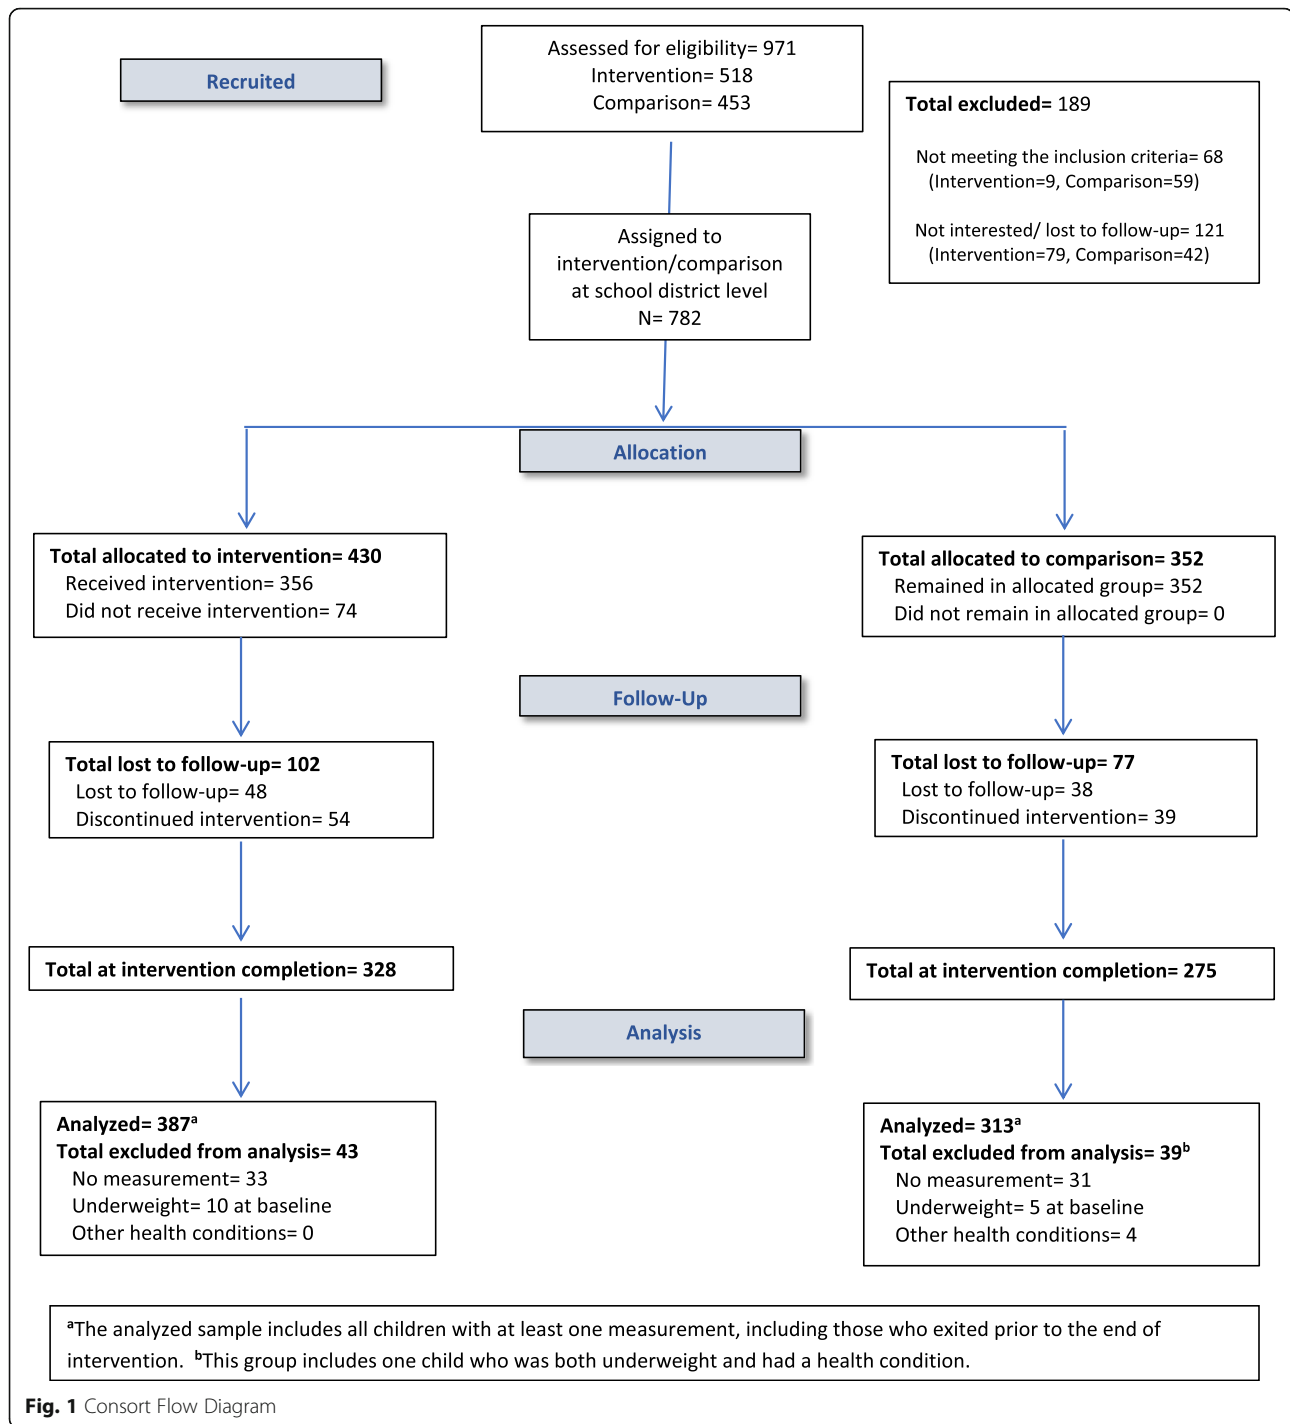 Recruited
Assessed for eligibility= 971
Intervention= 518
Comparison= 453
Total excluded= 189
Not meeting the inclusion criteria= 68
(Intervention=9, Comparison=59)
Not interested/ lost to follow-up= 121
(Intervention=79, Comparison=42)
Assigned to
intervention/comparison
at school district level
N= 782
Allocation
Total allocated to intervention= 430
Received intervention= 356
Did not receive intervention= 74
Total allocated to comparison= 352
Remained in allocated group= 352
Did not remain in allocated group= 0
Follow-Up
Total lost to follow-up= 102
Lost to follow-up= 48
Discontinued intervention= 54
Total lost to follow-up= 77
Lost to follow-up= 38
Discontinued intervention= 39
Total at intervention completion= 328
Total at intervention completion= 275
Analysis
Analyzed= 387a
Total excluded from analysis= 43
No measurement= 33
Underweight= 10 at baseline
Other health conditions= 0
Analyzed= 313a
Total excluded from analysis= 39b
No measurement= 31
Underweight= 5 at baseline
Other health conditions= 4
aThe analyzed sample includes all children with at least one measurement, including those who exited prior to the end of
intervention. bThis group includes one child who was both underweight and had a health condition.
Fig. 1 Consort Flow Diagram